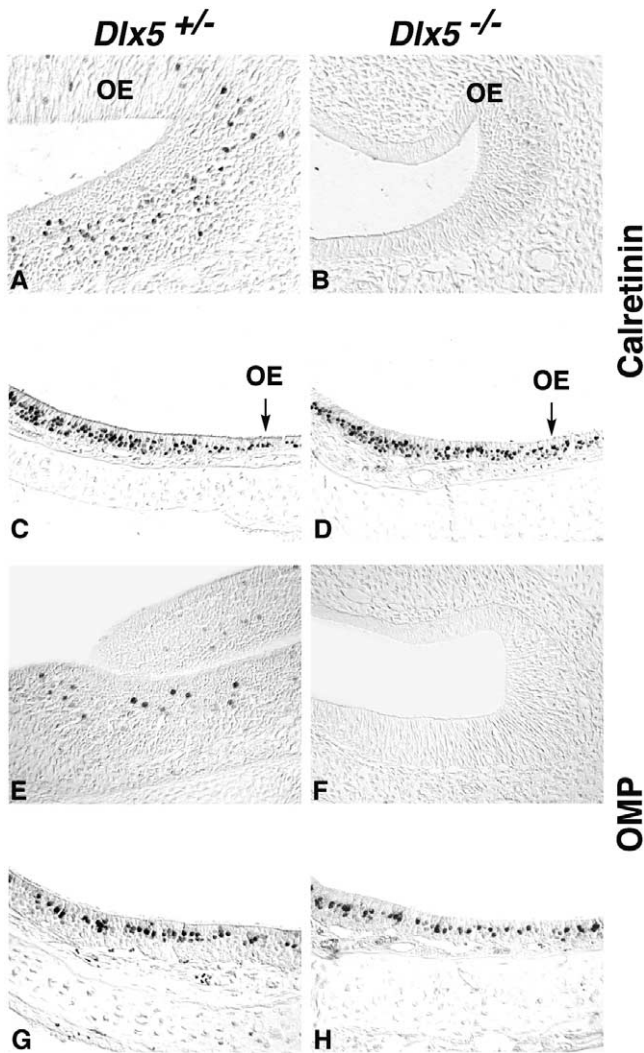 Dlx5 +/- Dlx5 -/-
OE OE
A B
Calretinin
OE OE
C D
E F
OMP
G H